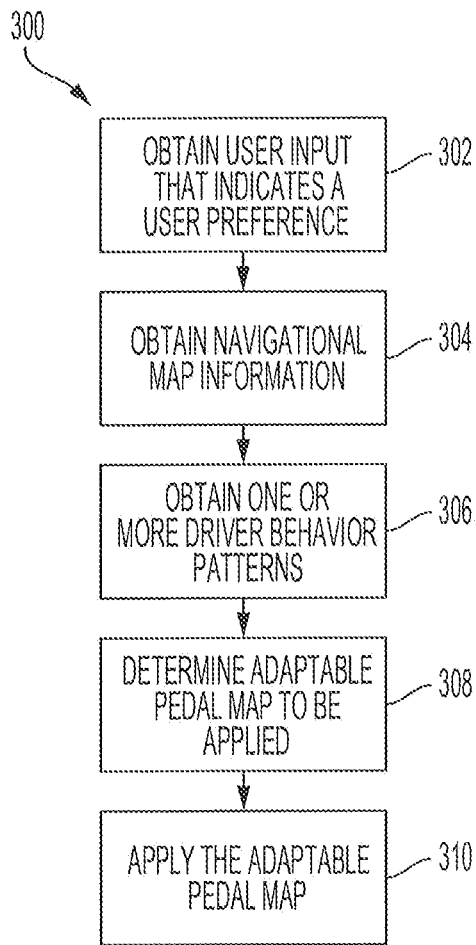 300
OBTAIN USER INPUT
THAT INDICATES A
USER PREFERENCE
302
OBTAIN NAVIGATIONAL
MAP INFORMATION
304
OBTAIN ONE OR
MORE DRIVER BEHAVIOR
PATTERNS
306
DETERMINE ADAPTABLE
PEDAL MAP TO BE
APPLIED
308
APPLY THE ADAPTABLE
PEDAL MAP
310